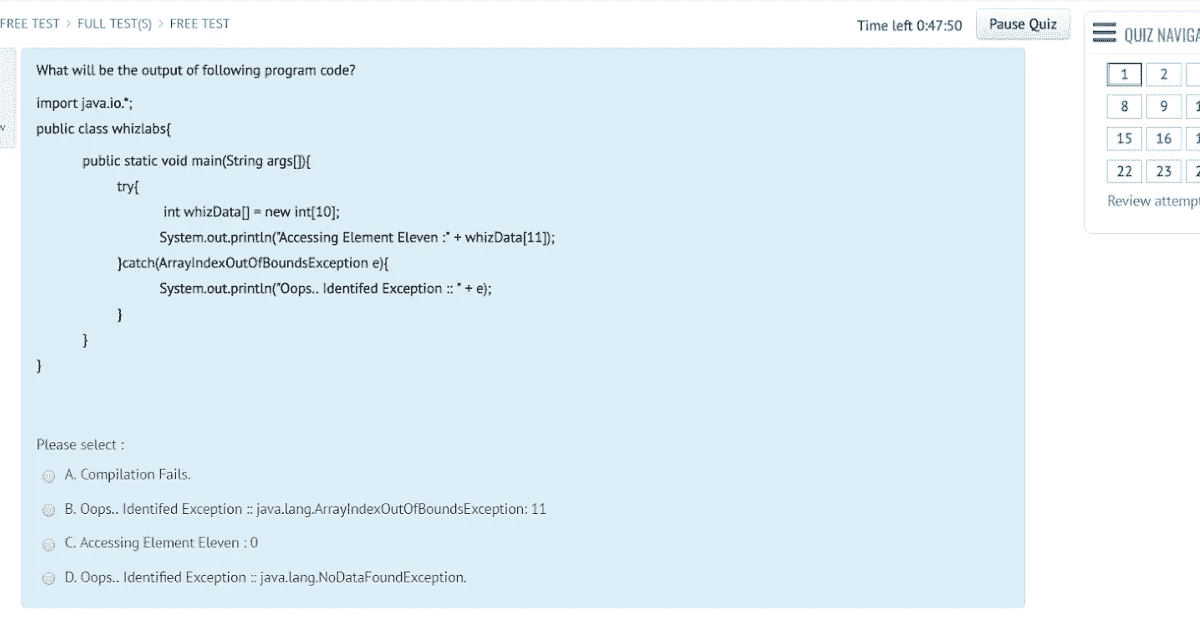 FREE TEST > FULL TEST(S) > FREE TEST
Time left 0:47:50
Pause Quiz
What will be the output of following program code?
import java.io.*;
public class whizlabs{
public static void main(String args[]){
try{
int whizData[] = new int[10];
System.out.println("Accessing Element Eleven :" + whizData[11]);
}catch(ArrayIndexOutOfBoundsException e){
System.out.println("Oops.. Identifed Exception :: " + e);
}
}
}
Please select :
A. Compilation Fails.
B. Oops.. Identifed Exception :: java.lang.ArrayIndexOutOfBoundsException: 11
C. Accessing Element Eleven : 0
D. Oops.. Identified Exception :: java.lang.NoDataFoundException.
QUIZ NAVIGA
1 2
8 9
15 16
22 23
Review attempt